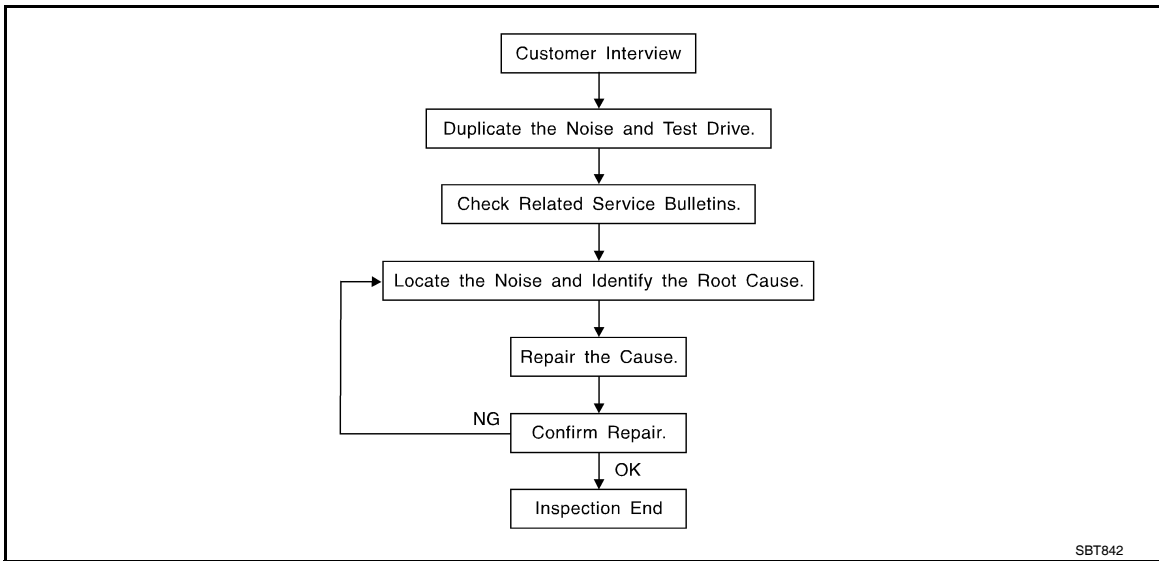 Customer Interview
Duplicate the Noise and Test Drive.
Check Related Service Bulletins.
Locate the Noise and Identify the Root Cause.
Repair the Cause.
NG
Confirm Repair.
OK
Inspection End
SBT842